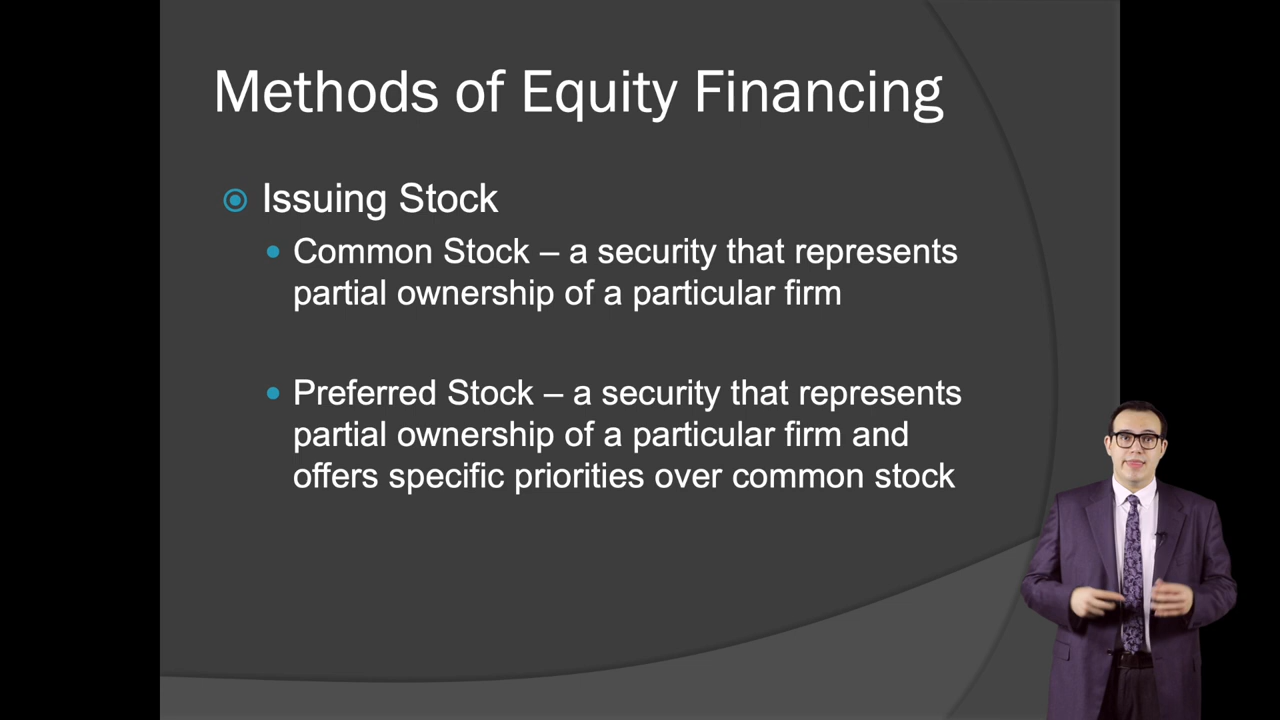 Methods of Equity Financing
Issuing Stock
Common Stock – a security that represents
partial ownership of a particular firm
Preferred Stock – a security that represents
partial ownership of a particular firm and
offers specific priorities over common stock